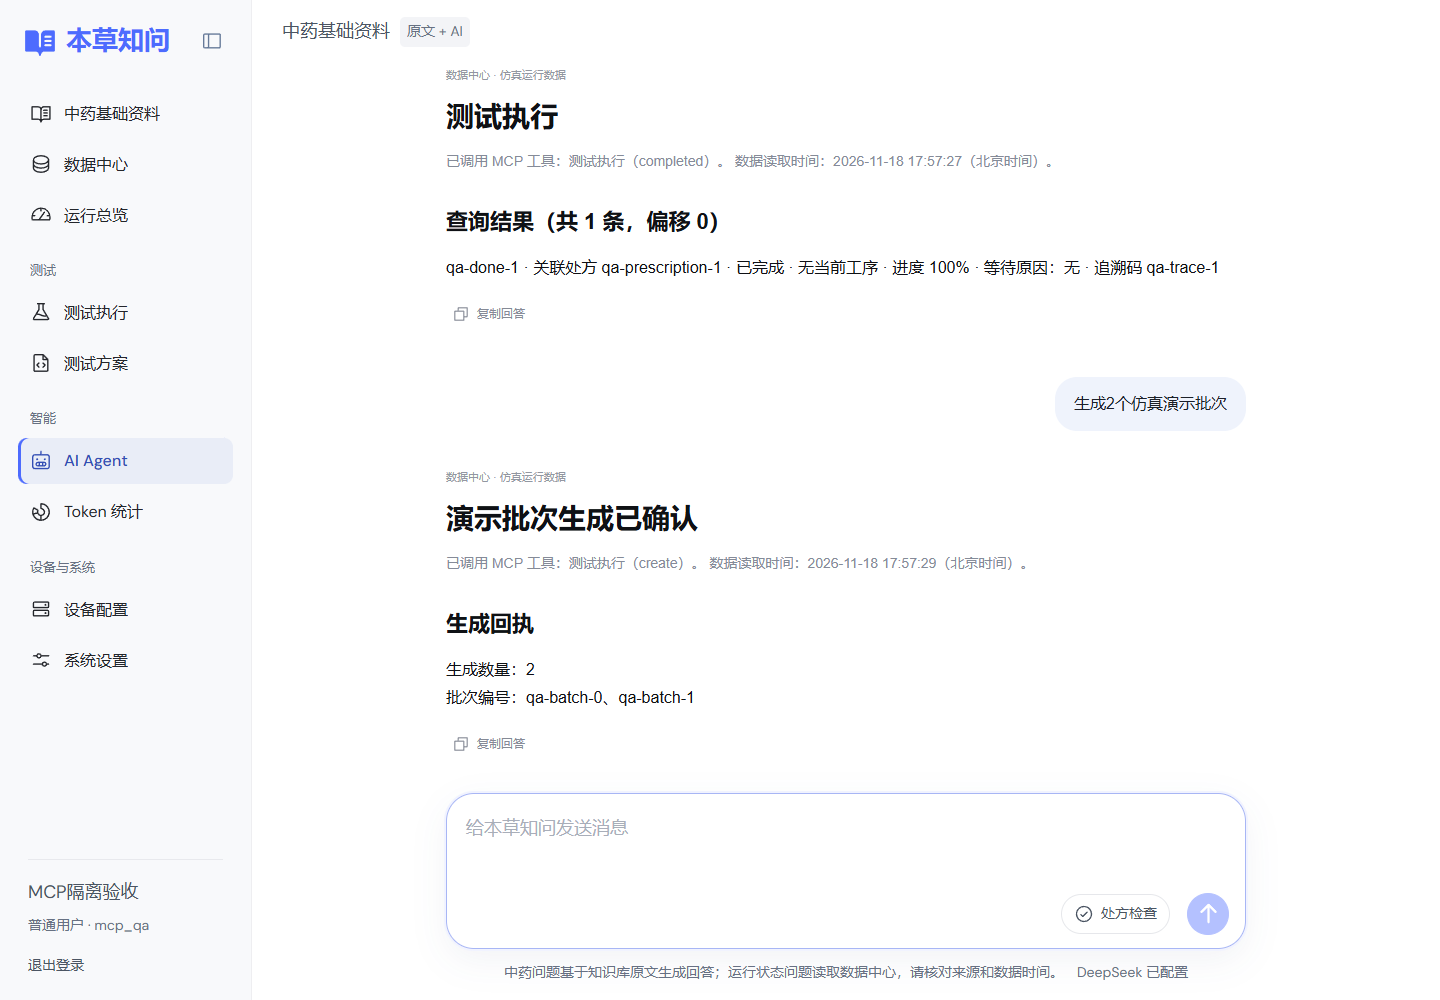 本草知问
中药基础资料
数据中心
运行总览
测试
测试执行
测试方案
智能
AI Agent
Token 统计
设备与系统
设备配置
系统设置
MCP隔离验收
普通用户 · mcp_qa
退出登录
中药基础资料 原文 + AI
数据中心 · 仿真运行数据
测试执行
已调用 MCP 工具：测试执行（completed）。 数据读取时间：2026-11-18 17:57:27（北京时间）。
查询结果（共 1 条，偏移 0）
qa-done-1 · 关联处方 qa-prescription-1 · 已完成 · 无当前工序 · 进度 100% · 等待原因：无 · 追溯码 qa-trace-1
复制回答
生成2个仿真演示批次
数据中心 · 仿真运行数据
演示批次生成已确认
已调用 MCP 工具：测试执行（create）。 数据读取时间：2026-11-18 17:57:29（北京时间）。
生成回执
生成数量：2
批次编号：qa-batch-0、qa-batch-1
复制回答
给本草知问发送消息
处方检查
中药问题基于知识库原文生成回答；运行状态问题读取数据中心，请核对来源和数据时间。 DeepSeek 已配置